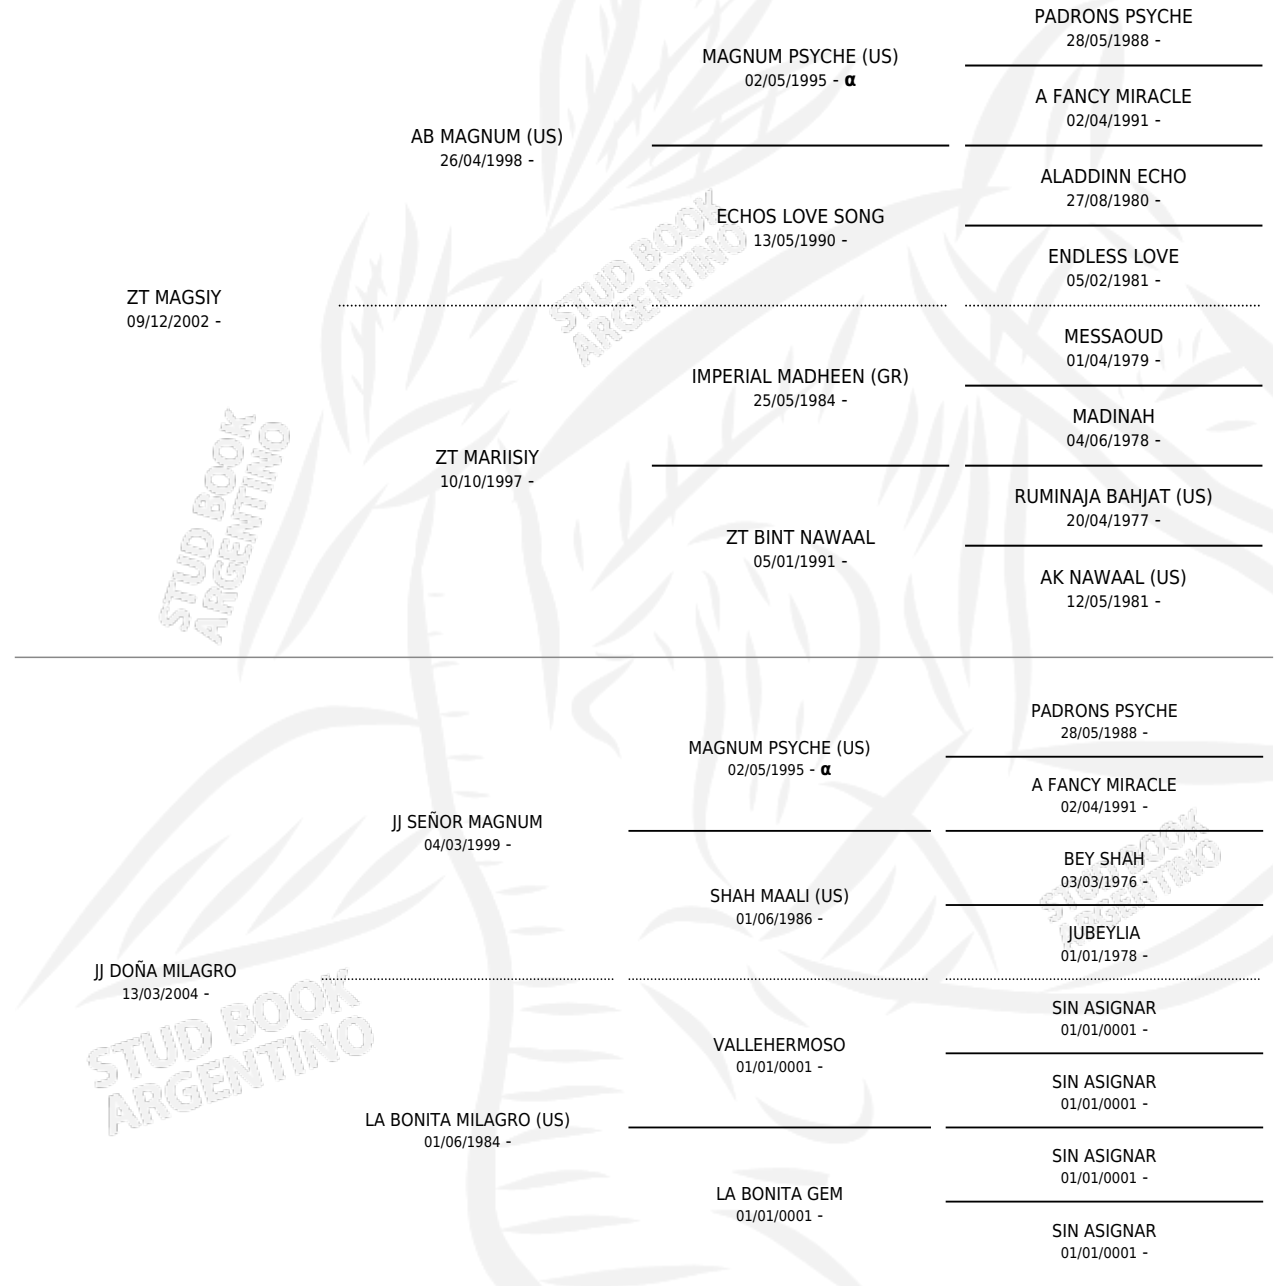 PADRONS PSYCHE
28/05/1988 -
MAGNUM PSYCHE (US)
02/05/1995 - α
A FANCY MIRACLE
02/04/1991 -
AB MAGNUM (US)
26/04/1998 -
ALADDINN ECHO
27/08/1980 -
ECHOS LOVE SONG
13/05/1990 -
STUD BOOK
ARGENTINO
ENDLESS LOVE
05/02/1981 -
ZT MAGSIY
09/12/2002 -
MESSAOUD
01/04/1979 -
IMPERIAL MADHEEN (GR)
25/05/1984 -
MADINAH
04/06/1978 -
ZT MARIISIY
10/10/1997 -
STUD BOOK
ARGENTINO
RUMINAJA BAHJAT (US)
20/04/1977 -
ZT BINT NAWAAL
05/01/1991 -
AK NAWAAL (US)
12/05/1981 -
PADRONS PSYCHE
28/05/1988 -
MAGNUM PSYCHE (US)
02/05/1995 - α
A FANCY MIRACLE
02/04/1991 -
JJ SEÑOR MAGNUM
04/03/1999 -
BEY SHAH
03/03/1976 -
STUD BOOK
ARGENTINO
SHAH MAALI (US)
01/06/1986 -
JUBEYLIA
01/01/1978 -
JJ DOÑA MILAGRO
13/03/2004 -
STUD BOOK
ARGENTINO
SIN ASIGNAR
01/01/0001 -
VALLEHERMOSO
01/01/0001 -
SIN ASIGNAR
01/01/0001 -
LA BONITA MILAGRO (US)
01/06/1984 -
SIN ASIGNAR
01/01/0001 -
LA BONITA GEM
01/01/0001 -
SIN ASIGNAR
01/01/0001 -